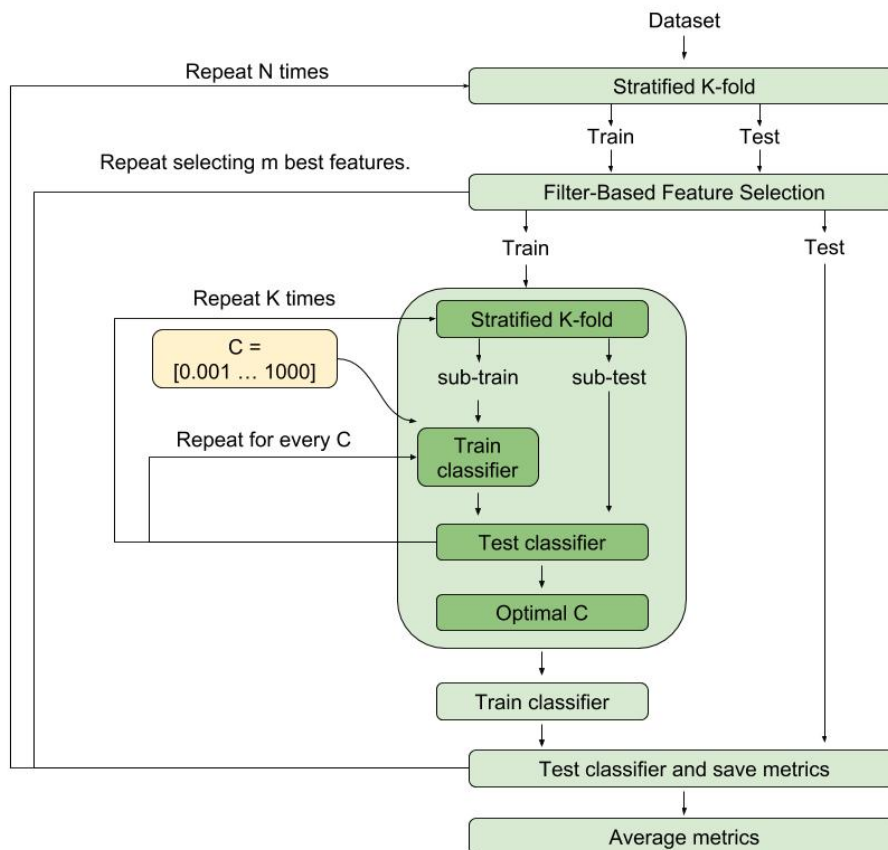 Dataset
Repeat N times
Stratified K-fold
Train
Test
Repeat selecting m best features.
Filter-Based Feature Selection
Train
Test
Repeat K times
Stratified K-fold
C =
[0.001 … 1000]
sub-train
sub-test
Repeat for every C
Train
classifier
Test classifier
Optimal C
Train classifier
Test classifier and save metrics
Average metrics